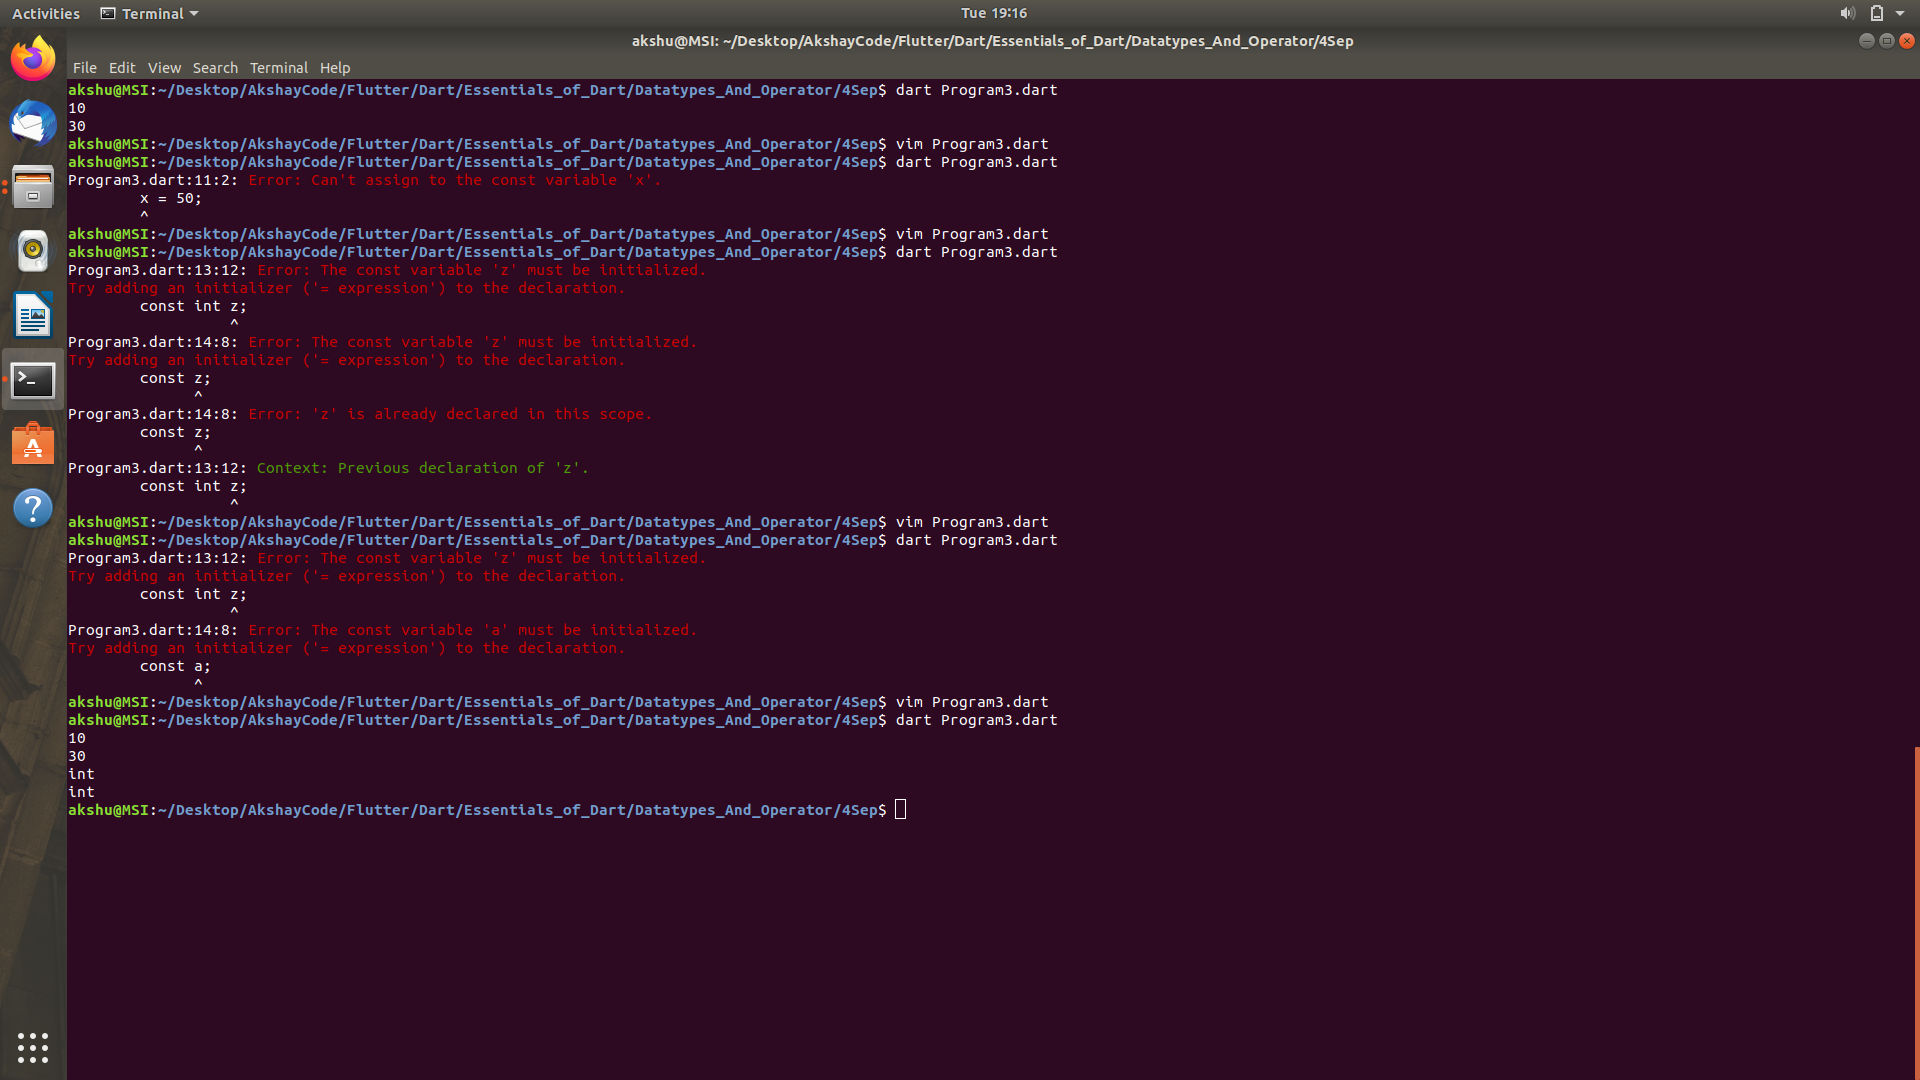 Activities Terminal Tue 19:16
akshu@MSI: ~/Desktop/AkshayCode/Flutter/Dart/Essentials_of_Dart/Datatypes_And_Operator/4Sep
File Edit View Search Terminal Help
akshu@MSI:~/Desktop/AkshayCode/Flutter/Dart/Essentials_of_Dart/Datatypes_And_Operator/4Sep$ dart Program3.dart
10
30
akshu@MSI:~/Desktop/AkshayCode/Flutter/Dart/Essentials_of_Dart/Datatypes_And_Operator/4Sep$ vim Program3.dart
akshu@MSI:~/Desktop/AkshayCode/Flutter/Dart/Essentials_of_Dart/Datatypes_And_Operator/4Sep$ dart Program3.dart
Program3.dart:11:2: Error: Can't assign to the const variable 'x'.
        x = 50;
        ^
akshu@MSI:~/Desktop/AkshayCode/Flutter/Dart/Essentials_of_Dart/Datatypes_And_Operator/4Sep$ vim Program3.dart
akshu@MSI:~/Desktop/AkshayCode/Flutter/Dart/Essentials_of_Dart/Datatypes_And_Operator/4Sep$ dart Program3.dart
Program3.dart:13:12: Error: The const variable 'z' must be initialized.
Try adding an initializer ('= expression') to the declaration.
        const int z;
                  ^
Program3.dart:14:8: Error: The const variable 'z' must be initialized.
Try adding an initializer ('= expression') to the declaration.
        const z;
              ^
Program3.dart:14:8: Error: 'z' is already declared in this scope.
        const z;
              ^
Program3.dart:13:12: Context: Previous declaration of 'z'.
        const int z;
                  ^
akshu@MSI:~/Desktop/AkshayCode/Flutter/Dart/Essentials_of_Dart/Datatypes_And_Operator/4Sep$ vim Program3.dart
akshu@MSI:~/Desktop/AkshayCode/Flutter/Dart/Essentials_of_Dart/Datatypes_And_Operator/4Sep$ dart Program3.dart
Program3.dart:13:12: Error: The const variable 'z' must be initialized.
Try adding an initializer ('= expression') to the declaration.
        const int z;
                  ^
Program3.dart:14:8: Error: The const variable 'a' must be initialized.
Try adding an initializer ('= expression') to the declaration.
        const a;
              ^
akshu@MSI:~/Desktop/AkshayCode/Flutter/Dart/Essentials_of_Dart/Datatypes_And_Operator/4Sep$ vim Program3.dart
akshu@MSI:~/Desktop/AkshayCode/Flutter/Dart/Essentials_of_Dart/Datatypes_And_Operator/4Sep$ dart Program3.dart
10
30
int
int
akshu@MSI:~/Desktop/AkshayCode/Flutter/Dart/Essentials_of_Dart/Datatypes_And_Operator/4Sep$